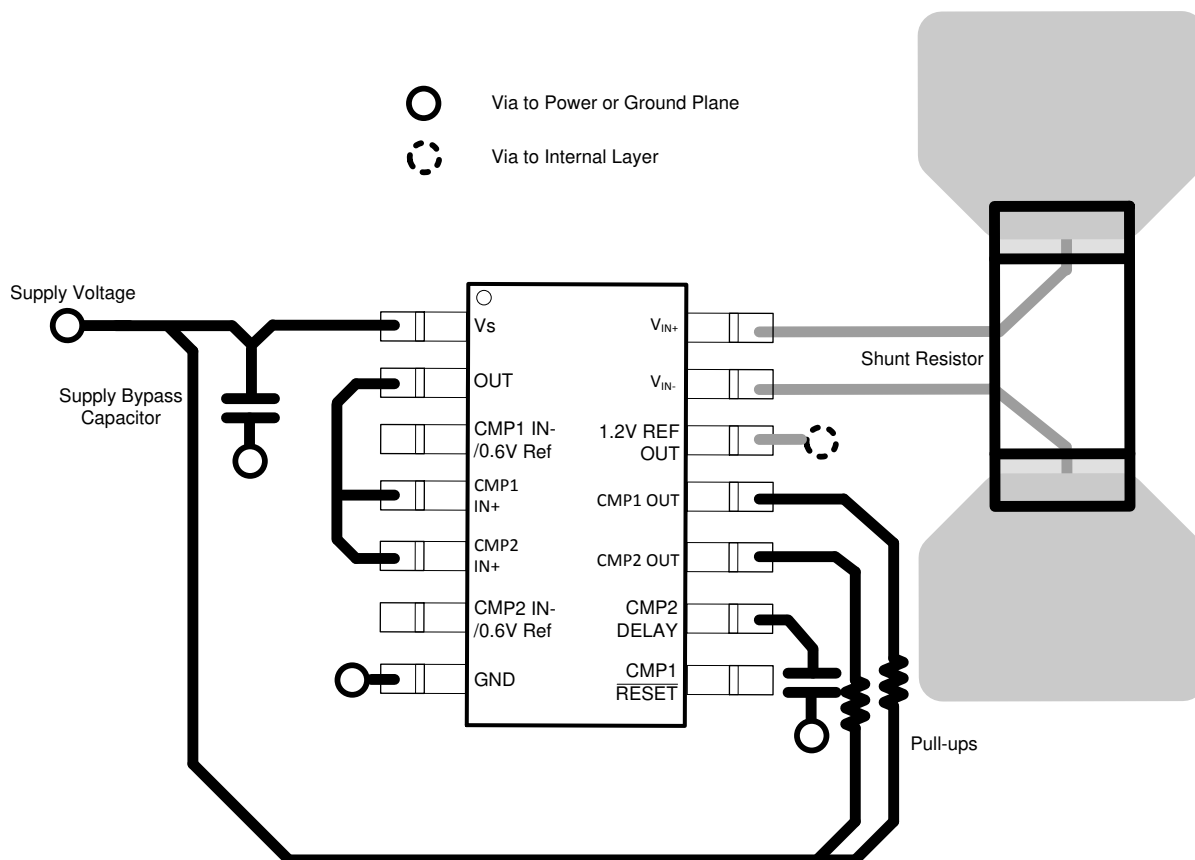 Via to Power or Ground Plane
Via to Internal Layer
Supply Voltage
Supply Bypass
Capacitor
Vs
OUT
CMP1 IN-
/0.6V Ref
CMP1
IN+
CMP2
IN+
CMP2 IN-
/0.6V Ref
GND
VIN+
VIN-
1.2V REF
OUT
CMP1 OUT
CMP2 OUT
CMP2
DELAY
CMP1
RESET
Shunt Resistor
Pull-ups